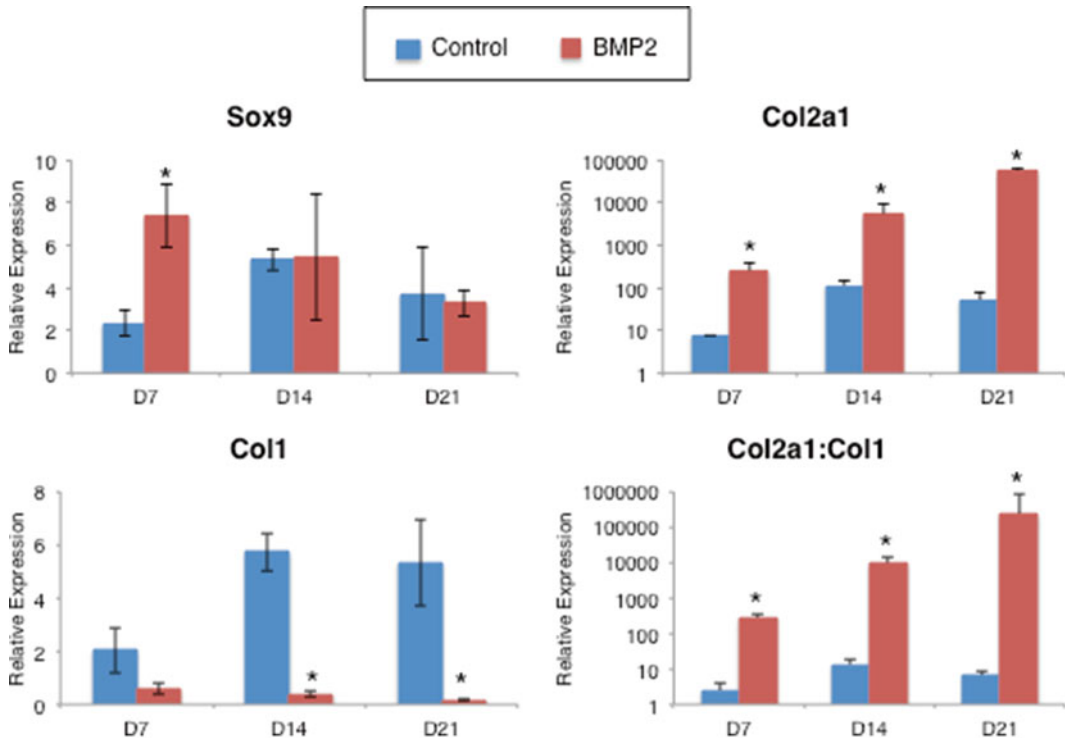 Control BMP2
Sox9
Relative Expression
10
8
6
4
2
0
*
D7 D14 D21
Col2a1
Relative Expression
100000
10000
1000
100
10
1
* * *
D7 D14 D21
Col1
Relative Expression
8
6
4
2
0
* *
D7 D14 D21
Col2a1:Col1
Relative Expression
1000000
100000
10000
1000
100
10
1
* * *
D7 D14 D21